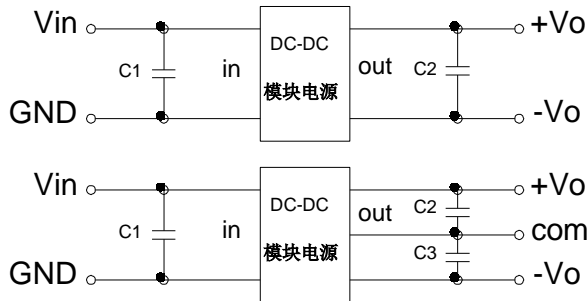 Vin
DC-DC
+Vo
C1
in
out
C2
模块电源
GND
-Vo
Vin
DC-DC
+Vo
out
C2
C1
in
com
模块电源
C3
GND
-Vo